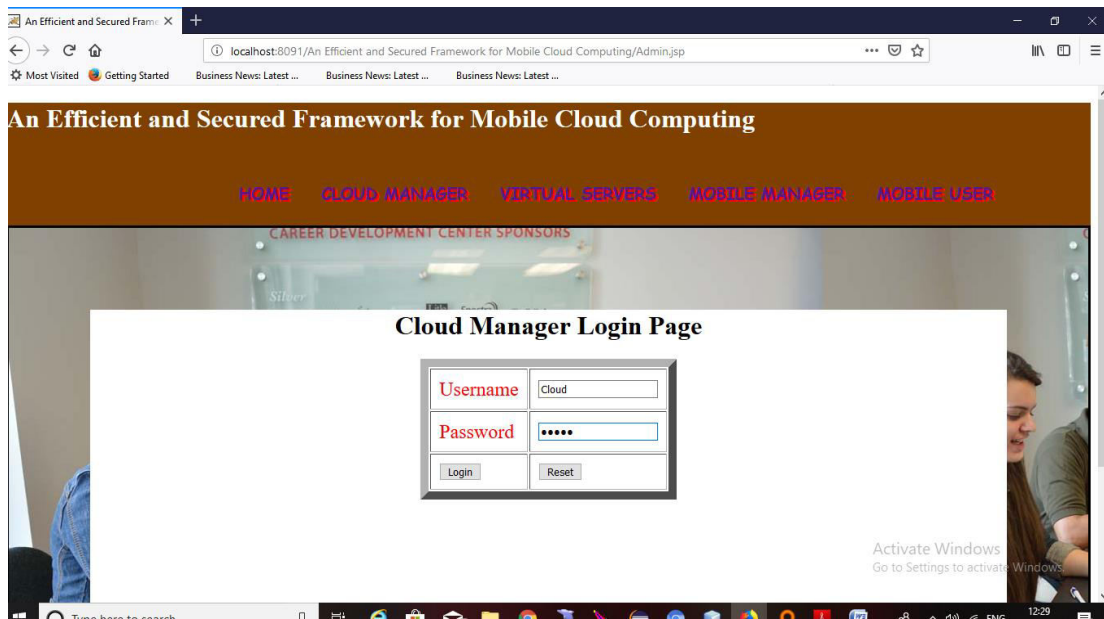 An Efficient and Secured Frame
localhost:8091/An Efficient and Secured Framework for Mobile Cloud Computing/Admin.jsp
Most Visited Getting Started Business News: Latest ... Business News: Latest ... Business News: Latest ...
An Efficient and Secured Framework for Mobile Cloud Computing
HOME CLOUD MANAGER VIRTUAL SERVERS MOBILE MANAGER MOBILE USER
CAREER DEVELOPMENT CENTER SPONSORS
Silver
Cloud Manager Login Page
Username Cloud
Password •••••
Login Reset
Activate Windows
Go to Settings to activate Windows.
Type here to search
ENG 12:29